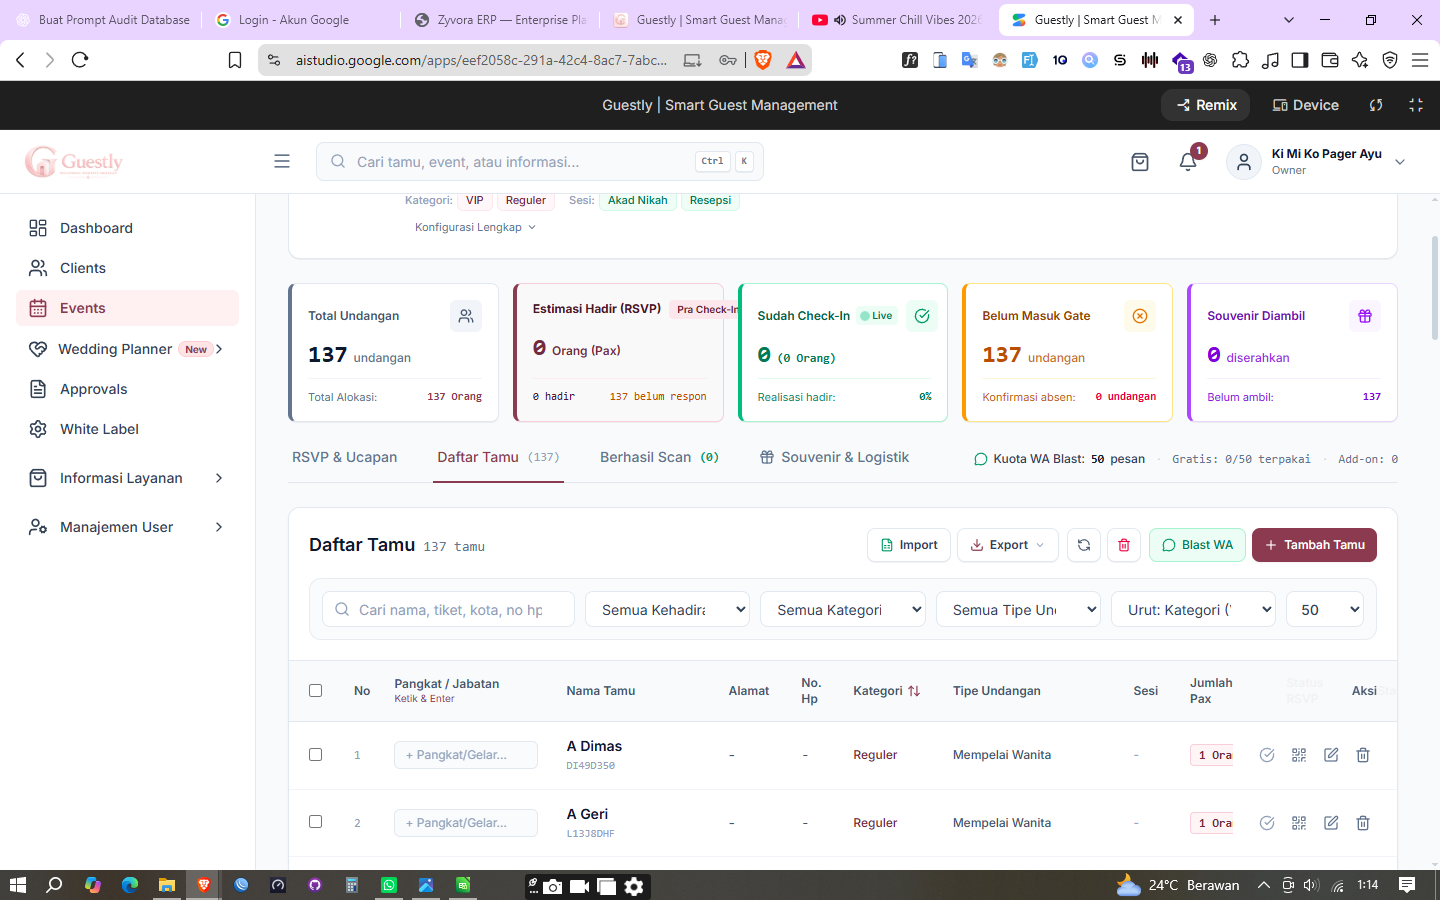 Buat Prompt Audit Database
Login - Akun Google
Zyvora ERP — Enterprise Pla
Guestly | Smart Guest Manag
Summer Chill Vibes 2026
Guestly | Smart Guest M
aistudio.google.com/apps/eef2058c-291a-42c4-8ac7-7abc...
13
Guestly | Smart Guest Management
Remix
Device
Guestly
Cari tamu, event, atau informasi...
Ctrl
K
1
Ki Mi Ko Pager Ayu
Owner
Dashboard
Clients
Events
Wedding Planner New
Approvals
White Label
Informasi Layanan
Manajemen User
Kategori: VIP Reguler Sesi: Akad Nikah Resepsi
Konfigurasi Lengkap
Total Undangan
137 undangan
Total Alokasi: 137 Orang
Estimasi Hadir (RSVP) Pra Check-In
0 Orang (Pax)
0 hadir 137 belum respon
Sudah Check-In Live
0 (0 Orang)
Realisasi hadir: 0%
Belum Masuk Gate
137 undangan
Konfirmasi absen: 0 undangan
Souvenir Diambil
0 diserahkan
Belum ambil: 137
RSVP & Ucapan
Daftar Tamu (137)
Berhasil Scan (0)
Souvenir & Logistik
Kuota WA Blast: 50 pesan · Gratis: 0/50 terpakai · Add-on: 0
Daftar Tamu 137 tamu
Import
Export
Blast WA
+ Tambah Tamu
Cari nama, tiket, kota, no hp
Semua Kehadira
Semua Kategori
Semua Tipe Un
Urut: Kategori (
50
No
Pangkat / Jabatan
Ketik & Enter
Nama Tamu
Alamat
No. Hp
Kategori
Tipe Undangan
Sesi
Jumlah Pax
Status RSVP
Aksi
1
+ Pangkat/Gelar...
A Dimas
DI49D350
-
-
Reguler
Mempelai Wanita
-
1 Ora
2
+ Pangkat/Gelar...
A Geri
L13J8DHF
-
-
Reguler
Mempelai Wanita
-
1 Ora
24°C Berawan
1:14